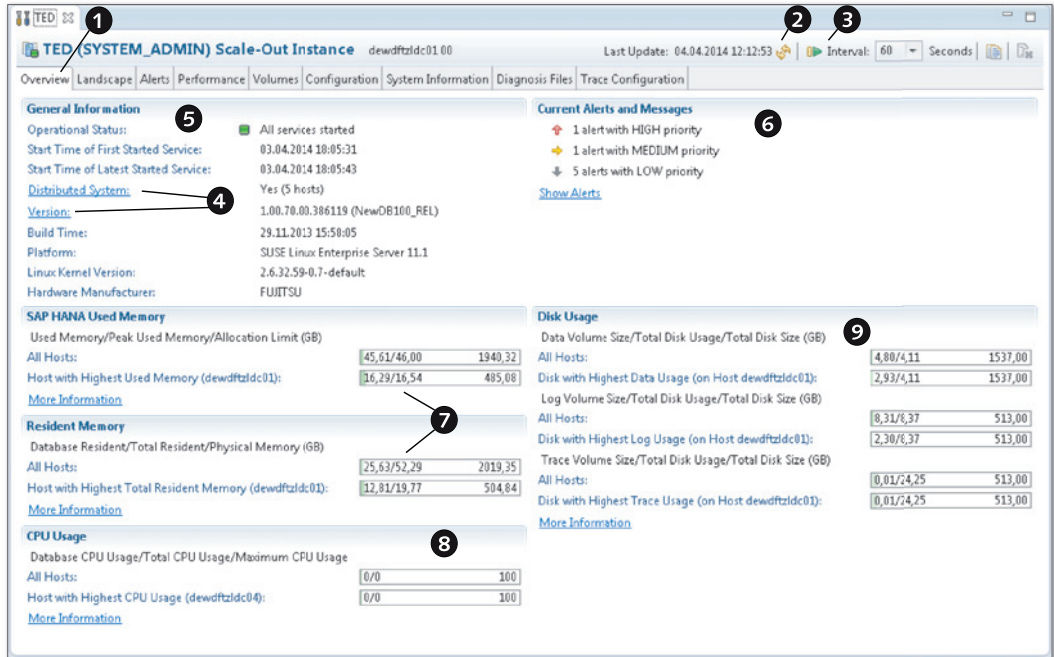 TED
1
2
3
TED (SYSTEM_ADMIN) Scale-Out Instance dewdftzldc01 00
Last Update: 04.04.2014 12:12:53 Interval: 60 Seconds
Overview Landscape Alerts Performance Volumes Configuration System Information Diagnosis Files Trace Configuration
General Information
5
Operational Status: All services started
Start Time of First Started Service: 03.04.2014 18:05:31
Start Time of Latest Started Service: 03.04.2014 18:05:43
Distributed System: Yes (5 hosts)
4
Version: 1.00.70.00.386119 (NewDB100_REL)
Build Time: 29.11.2013 15:58:05
Platform: SUSE Linux Enterprise Server 11.1
Linux Kernel Version: 2.6.32.59-0.7-default
Hardware Manufacturer: FUJITSU
Current Alerts and Messages
6
1 alert with HIGH priority
1 alert with MEDIUM priority
5 alerts with LOW priority
Show Alerts
SAP HANA Used Memory
Used Memory/Peak Used Memory/Allocation Limit (GB)
All Hosts: 45,61/46,00 1940,32
Host with Highest Used Memory (dewdftzldc01): 16,29/16,54 485,08
More Information
7
Resident Memory
Database Resident/Total Resident/Physical Memory (GB)
All Hosts: 25,63/52,29 2019,35
Host with Highest Total Resident Memory (dewdftzldc01): 12,81/19,77 504,84
More Information
CPU Usage
8
Database CPU Usage/Total CPU Usage/Maximum CPU Usage
All Hosts: 0/0 100
Host with Highest CPU Usage (dewdftzldc04): 0/0 100
More Information
Disk Usage
9
Data Volume Size/Total Disk Usage/Total Disk Size (GB)
All Hosts: 4,80/4,11 1537,00
Disk with Highest Data Usage (on Host dewdftzldc01): 2,93/4,11 1537,00
Log Volume Size/Total Disk Usage/Total Disk Size (GB)
All Hosts: 8,31/8,37 513,00
Disk with Highest Log Usage (on Host dewdftzldc01): 2,30/8,37 513,00
Trace Volume Size/Total Disk Usage/Total Disk Size (GB)
All Hosts: 0,01/24,25 513,00
Disk with Highest Trace Usage (on Host dewdftzldc01): 0,01/24,25 513,00
More Information